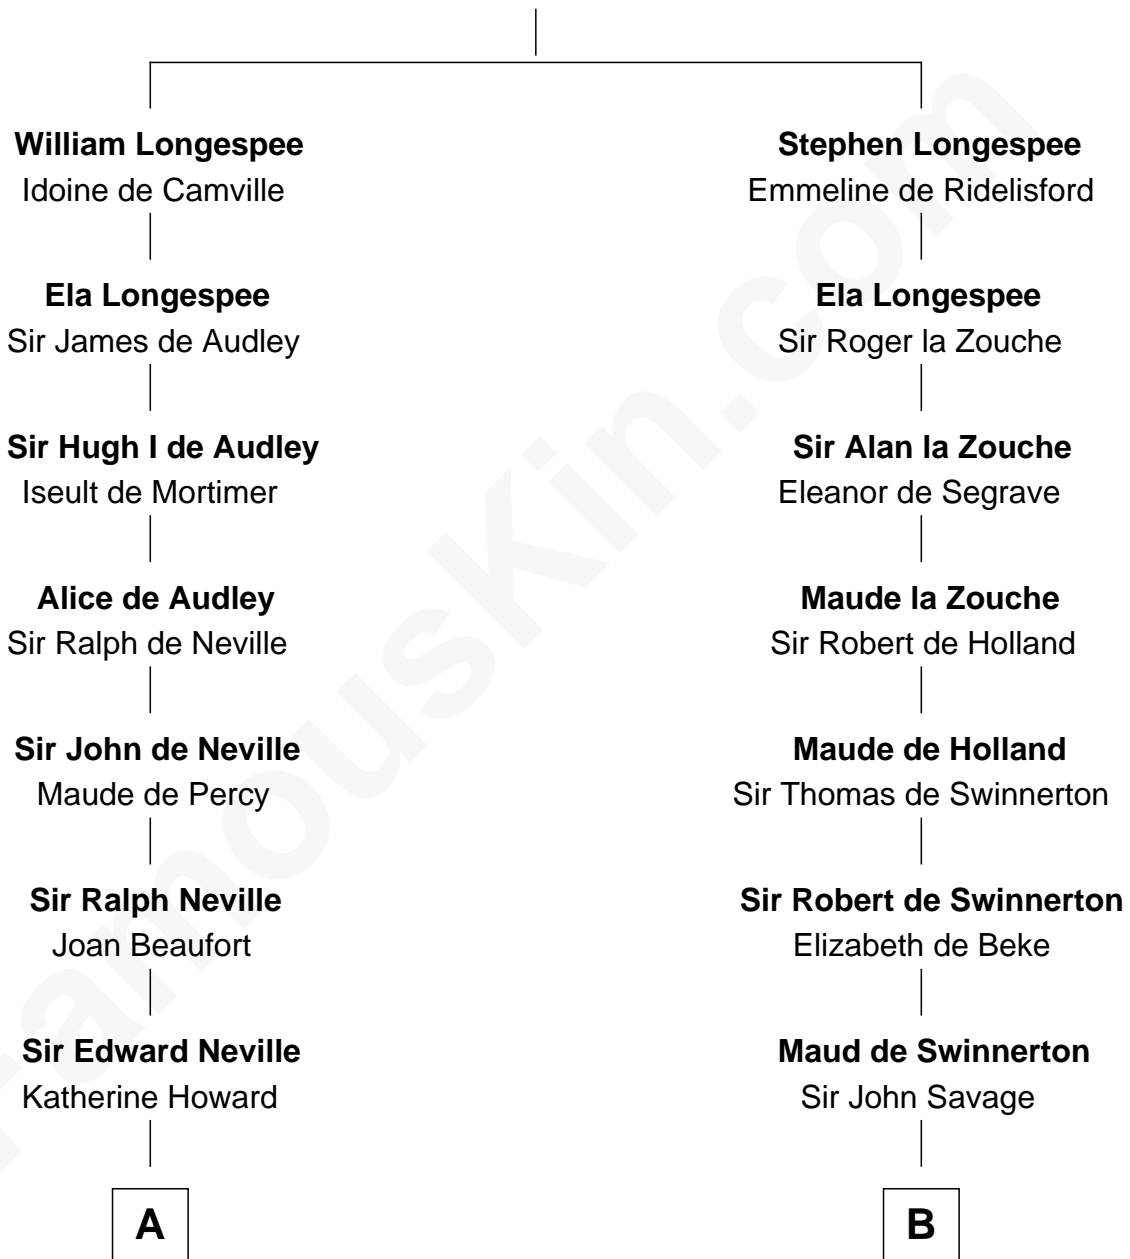 William Longespee
Idoine de Camville
Ela Longespee
Sir James de Audley
Sir Hugh I de Audley
Iseult de Mortimer
Alice de Audley
Sir Ralph de Neville
Sir John de Neville
Maude de Percy
Sir Ralph Neville
Joan Beaufort
Sir Edward Neville
Katherine Howard
A
Stephen Longespee
Emmeline de Ridelisford
Ela Longespee
Sir Roger la Zouche
Sir Alan la Zouche
Eleanor de Segrave
Maude la Zouche
Sir Robert de Holland
Maude de Holland
Sir Thomas de Swinnerton
Sir Robert de Swinnerton
Elizabeth de Beke
Maud de Swinnerton
Sir John Savage
B
FamousKin.com